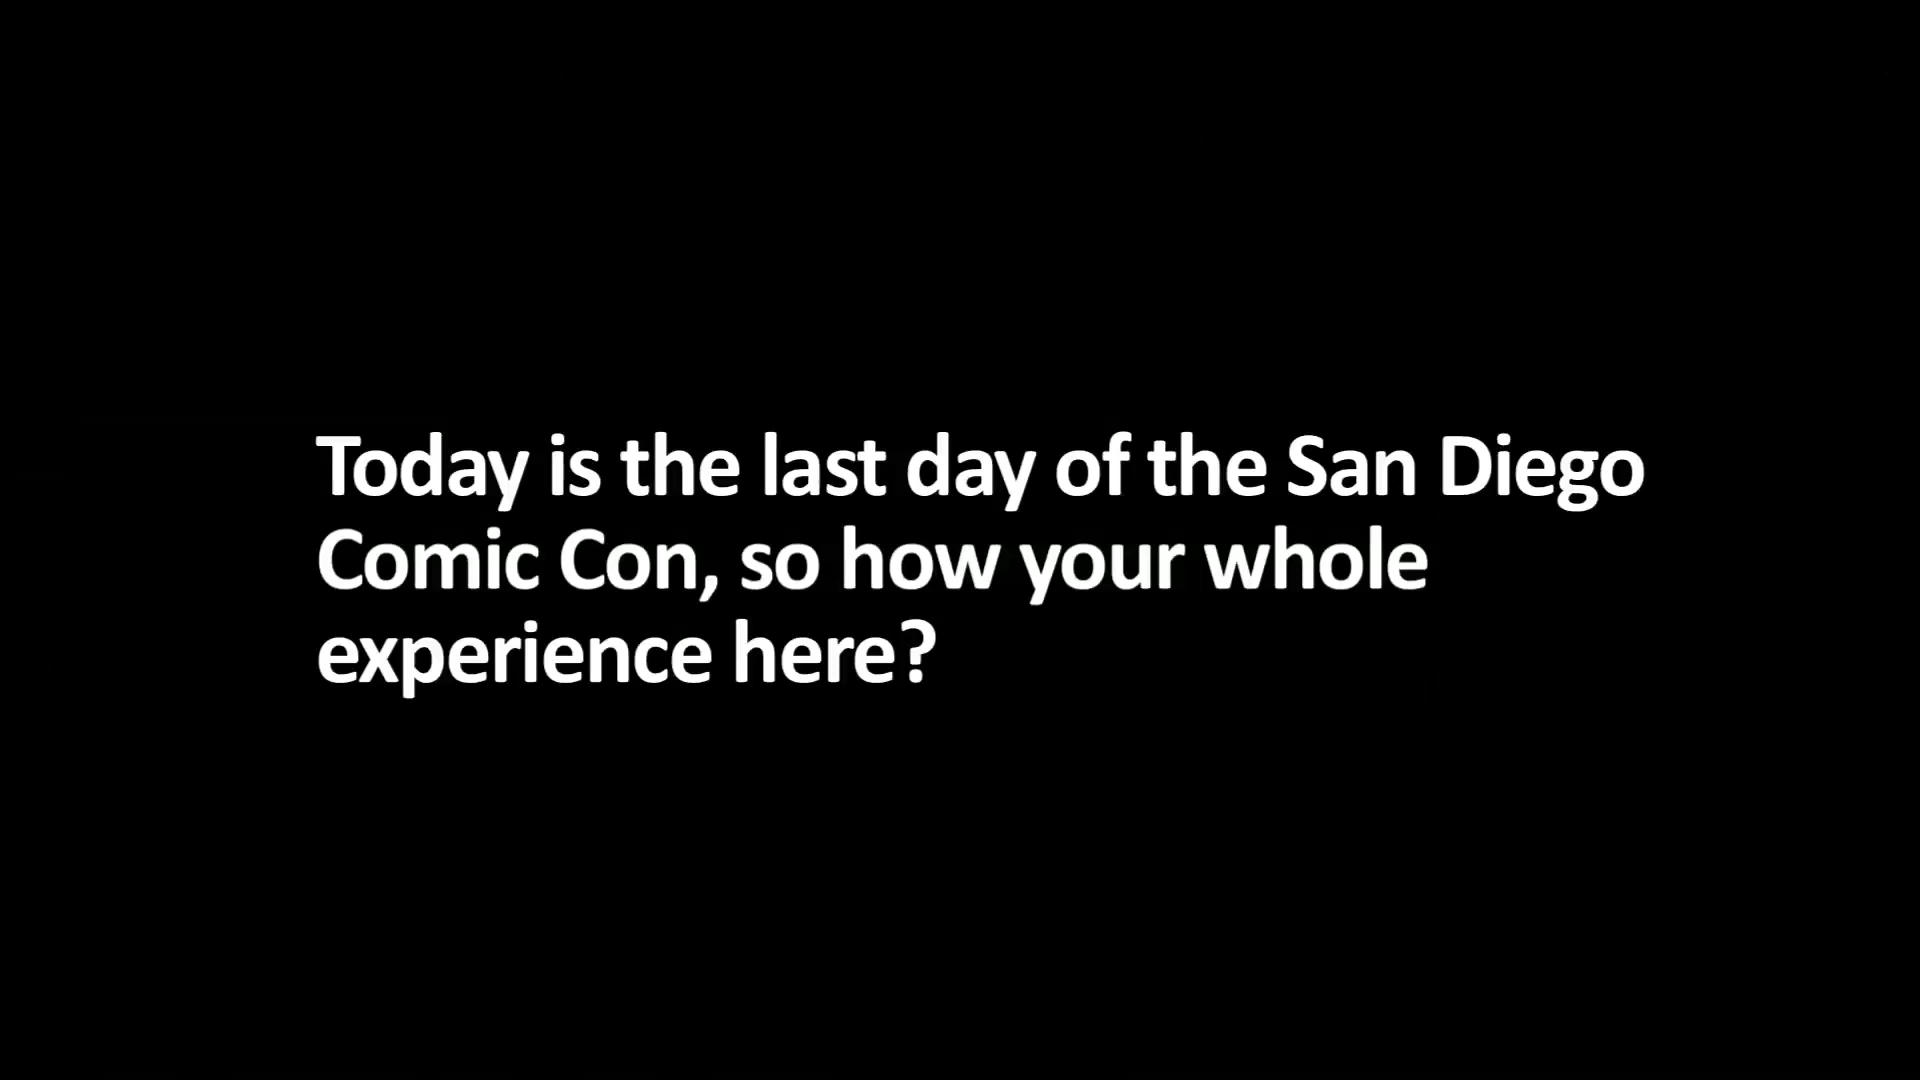 Today is the last day of the San Diego
Comic Con, so how your whole
experience here?